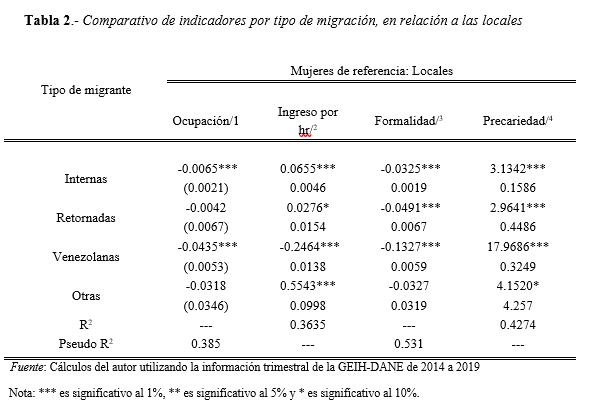 Tabla 2.- Comparativo de indicadores por tipo de migración, en relación a las locales
Tipo de migrante
Mujeres de referencia: Locales
Ocupación/1 Ingreso por hr/2 Formalidad/3 Precariedad/4
Internas -0.0065*** 0.0655*** -0.0325*** 3.1342***
(0.0021) 0.0046 0.0019 0.1586
Retornadas -0.0042 0.0276* -0.0491*** 2.9641***
(0.0067) 0.0154 0.0067 0.4486
Venezolanas -0.0435*** -0.2464*** -0.1327*** 17.9686***
(0.0053) 0.0138 0.0059 0.3249
Otras -0.0318 0.5543*** -0.0327 4.1520*
(0.0346) 0.0998 0.0319 4.257
R2 --- 0.3635 --- 0.4274
Pseudo R2 0.385 --- 0.531 ---
Fuente: Cálculos del autor utilizando la información trimestral de la GEIH-DANE de 2014 a 2019
Nota: *** es significativo al 1%, ** es significativo al 5% y * es significativo al 10%.